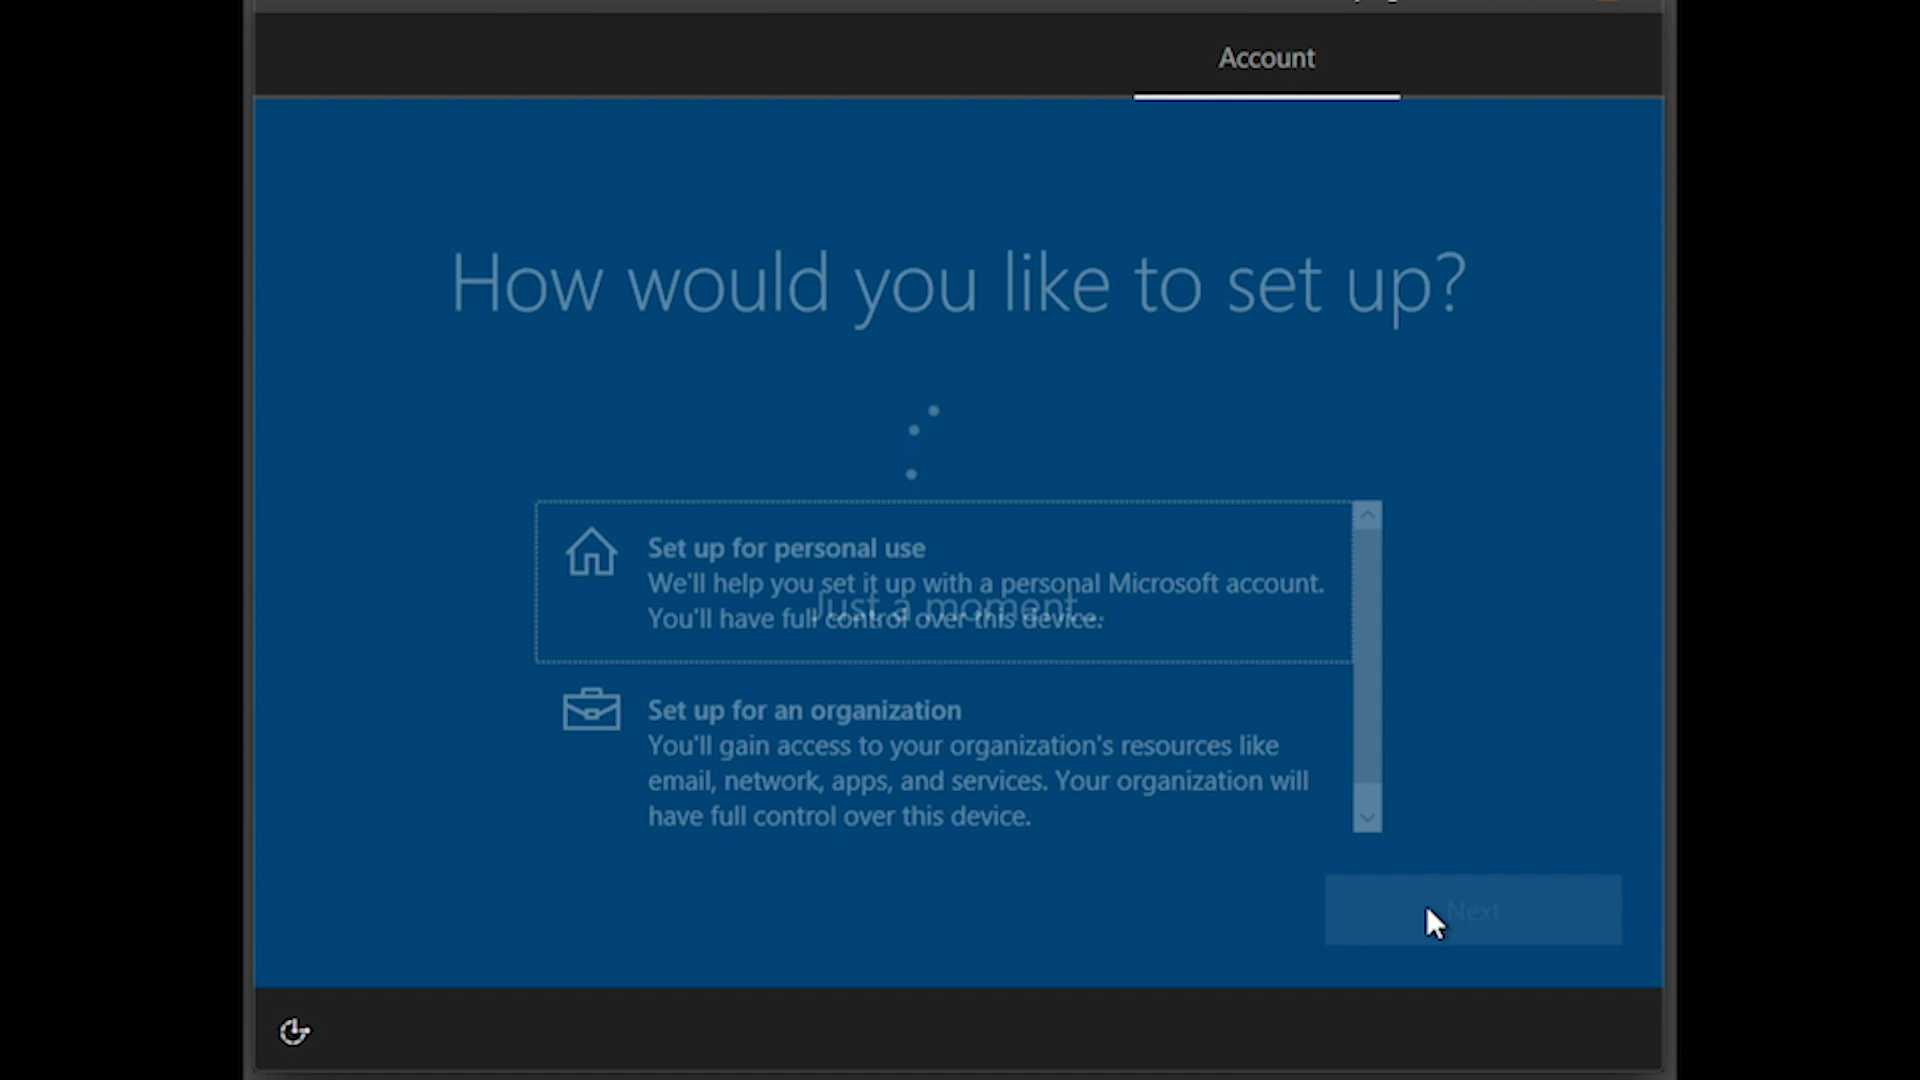 Account
How would you like to set up?
Set up for personal use
We'll help you set it up with a personal Microsoft account.
You'll have full control over this device.
Just a moment...
Set up for an organization
You'll gain access to your organization's resources like
email, network, apps, and services. Your organization will
have full control over this device.
Next